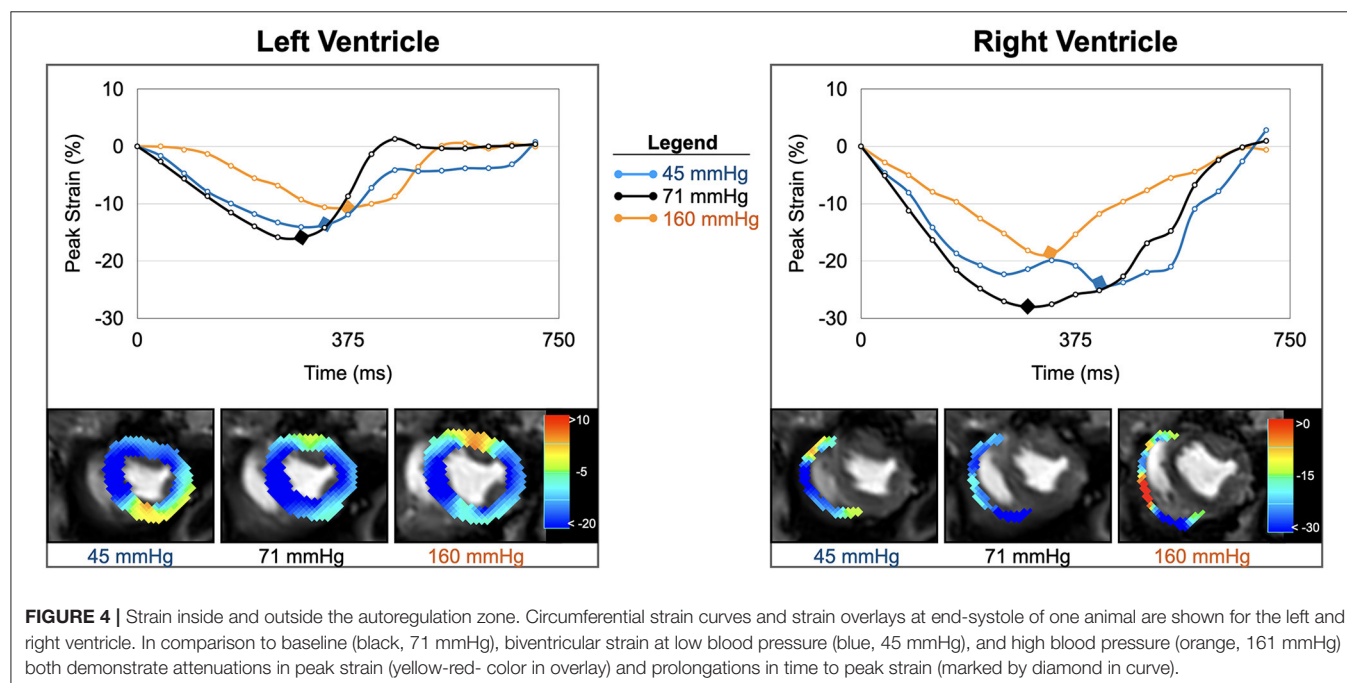 Left Ventricle
Right Ventricle
10
0
-10
-20
-30
Peak Strain (%)
0
375
750
Time (ms)
Legend
45 mmHg
71 mmHg
160 mmHg
10
0
-10
-20
-30
Peak Strain (%)
0
375
750
Time (ms)
>10
-5
< -20
45 mmHg
71 mmHg
160 mmHg
>0
-15
< -30
45 mmHg
71 mmHg
160 mmHg
FIGURE 4 | Strain inside and outside the autoregulation zone. Circumferential strain curves and strain overlays at end-systole of one animal are shown for the left and
right ventricle. In comparison to baseline (black, 71 mmHg), biventricular strain at low blood pressure (blue, 45 mmHg), and high blood pressure (orange, 161 mmHg)
both demonstrate attenuations in peak strain (yellow-red- color in overlay) and prolongations in time to peak strain (marked by diamond in curve).